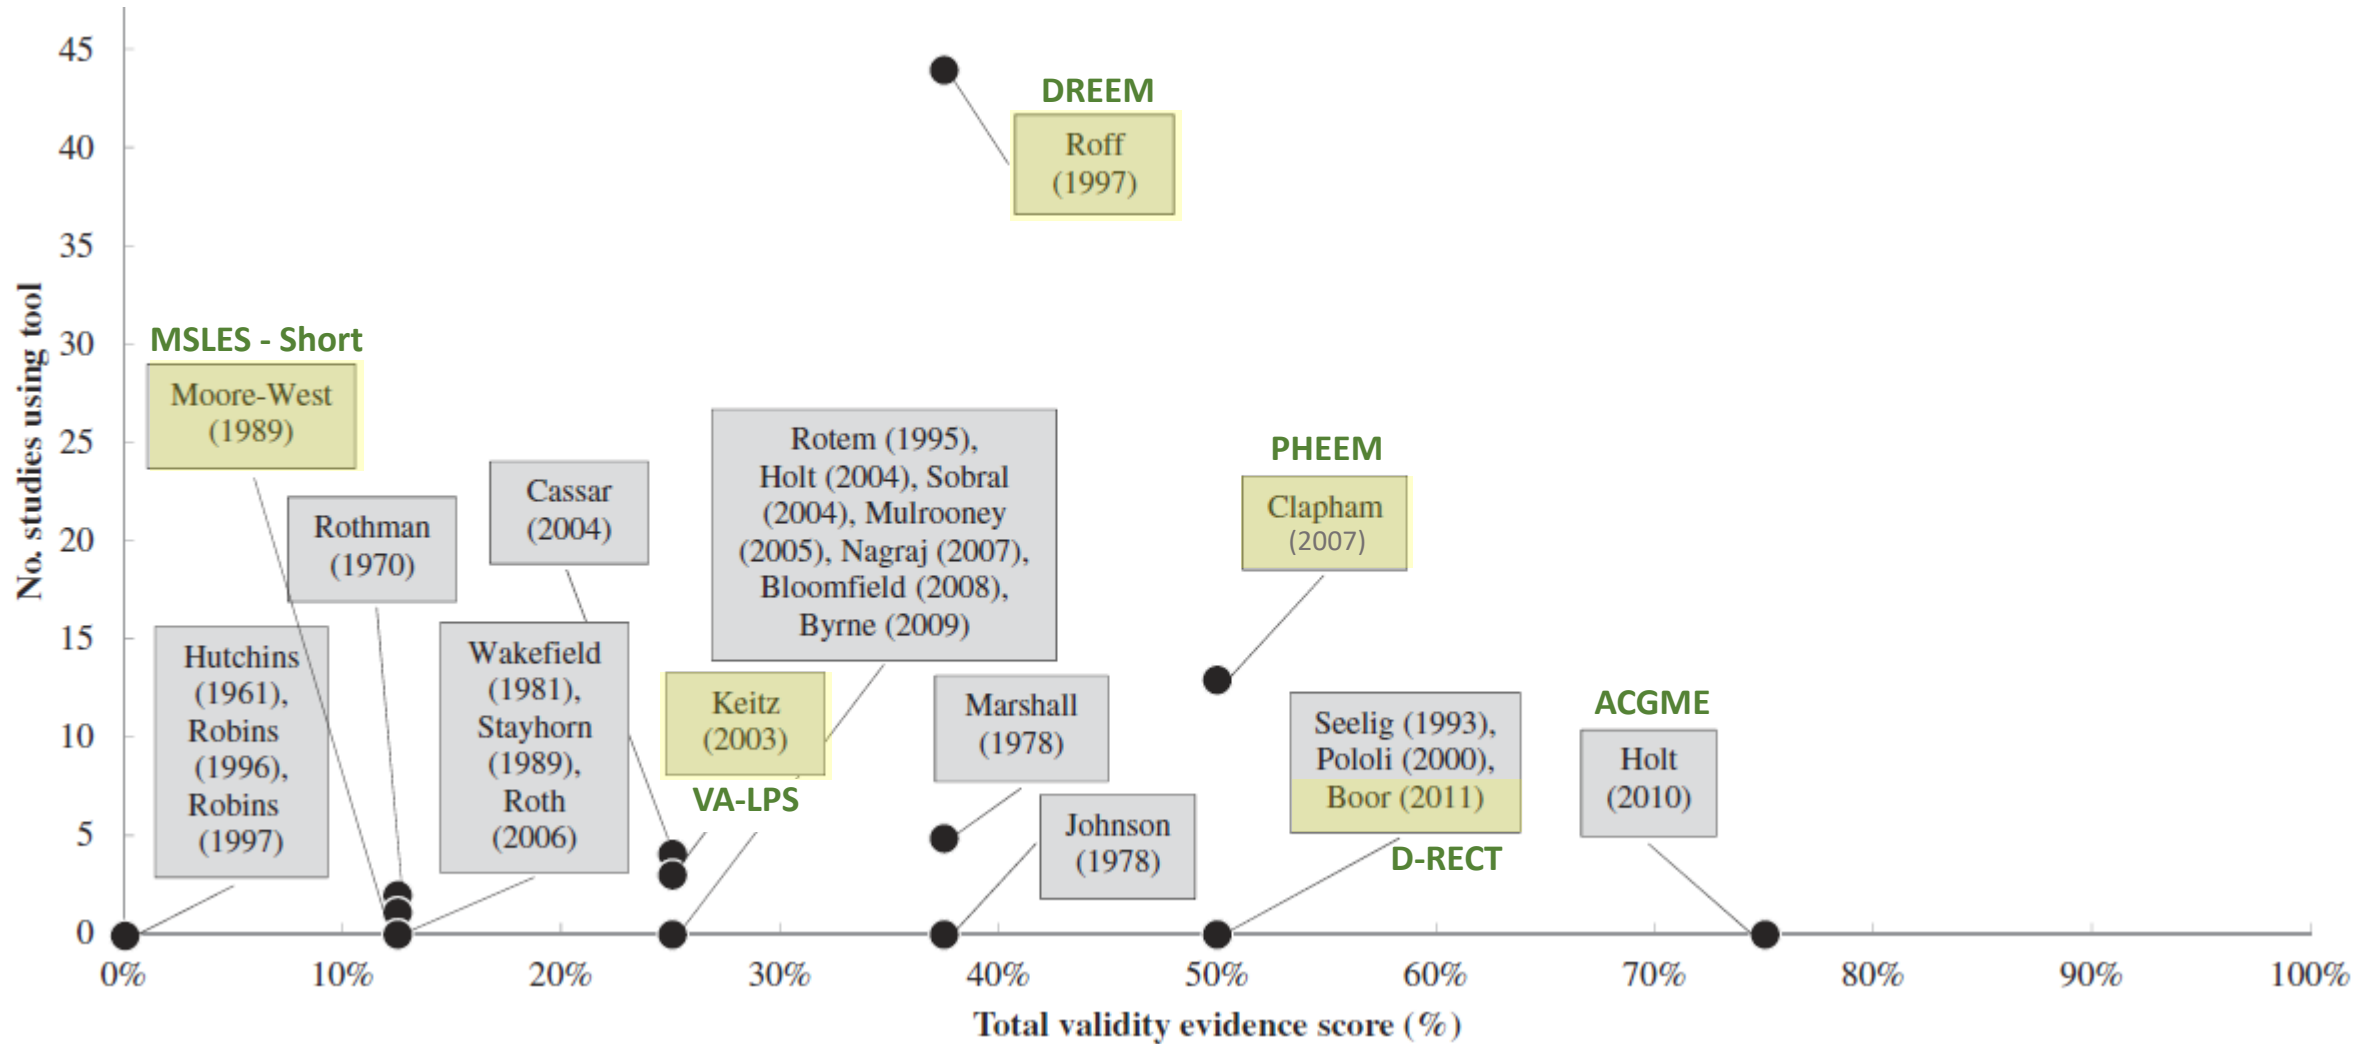 45
40
35
30
25
20
15
10
5
0
No. studies using tool
DREEM
Roff
(1997)
MSLES - Short
Moore-West
(1989)
Rothman
(1970)
Cassar
(2004)
Rotem (1995),
Holt (2004), Sobral
(2004), Mulrooney
(2005), Nagraj (2007),
Bloomfield (2008),
Byrne (2009)
PHEEM
Clapham
(2007)
Hutchins
(1961),
Robins
(1996),
Robins
(1997)
Wakefield
(1981),
Stayhorn
(1989),
Roth
(2006)
Keitz
(2003)
VA-LPS
Marshall
(1978)
Johnson
(1978)
Seelig (1993),
Pololi (2000),
Boor (2011)
D-RECT
ACGME
Holt
(2010)
0% 10% 20% 30% 40% 50% 60% 70% 80% 90% 100%
Total validity evidence score (%)